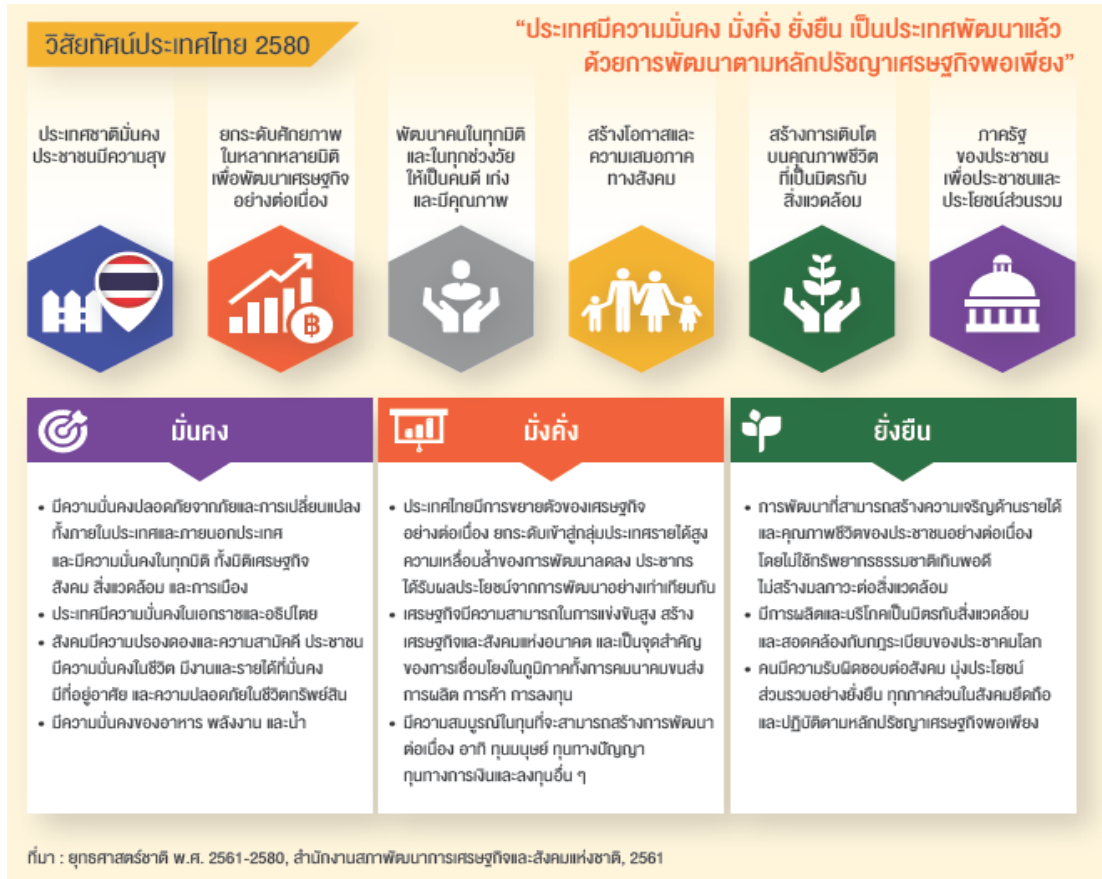 วิสัยทัศน์ประเทศไทย 2580
“ประเทศมีความมั่นคง มั่งคั่ง ยั่งยืน เป็นประเทศพัฒนาแล้ว
ด้วยการพัฒนาตามหลักปรัชญาเศรษฐกิจพอเพียง”
ประเทศชาติมั่นคง
ประชาชนมีความสุข
ยกระดับศักยภาพ
ในหลากหลายมิติ
เพื่อพัฒนาเศรษฐกิจ
อย่างต่อเนื่อง
พัฒนาคนในทุกมิติ
และในทุกช่วงวัย
ให้เป็นคนดี เก่ง
และมีคุณภาพ
สร้างโอกาสและ
ความเสมอภาค
ทางสังคม
สร้างการเติบโต
บนคุณภาพชีวิต
ที่เป็นมิตรกับ
สิ่งแวดล้อม
ภาครัฐ
ของประชาชน
เพื่อประชาชนและ
ประโยชน์ส่วนรวม
฿
มั่นคง
• มีความมั่นคงปลอดภัยจากภัยและการเปลี่ยนแปลง
ทั้งภายในประเทศและภายนอกประเทศ
และมีความมั่นคงในทุกมิติ ทั้งมิติเศรษฐกิจ
สังคม สิ่งแวดล้อม และการเมือง
• ประเทศมีความมั่นคงในเอกราชและอธิปไตย
• สังคมมีความปรองดองและความสามัคคี ประชาชน
มีความมั่นคงในชีวิต มีงานและรายได้ที่มั่นคง
มีที่อยู่อาศัย และความปลอดภัยในชีวิตทรัพย์สิน
• มีความมั่นคงของอาหาร พลังงาน และน้ำ
มั่งคั่ง
• ประเทศไทยมีการขยายตัวของเศรษฐกิจ
อย่างต่อเนื่อง ยกระดับเข้าสู่กลุ่มประเทศรายได้สูง
ความเหลื่อมล้ำของการพัฒนาลดลง ประชากร
ได้รับผลประโยชน์จากการพัฒนาอย่างเท่าเทียมกัน
• เศรษฐกิจมีความสามารถในการแข่งขันสูง สร้าง
เศรษฐกิจและสังคมแห่งอนาคต และเป็นจุดสำคัญ
ของการเชื่อมโยงในภูมิภาคทั้งการคมนาคมขนส่ง
การผลิต การค้า การลงทุน
• มีความสมบูรณ์ในทุนที่จะสามารถสร้างการพัฒนา
ต่อเนื่อง อาทิ ทุนมนุษย์ ทุนทางปัญญา
ทุนทางการเงินและลงทุนอื่น ๆ
ยั่งยืน
• การพัฒนาที่สามารถสร้างความเจริญด้านรายได้
และคุณภาพชีวิตของประชาชนอย่างต่อเนื่อง
โดยไม่ใช้ทรัพยากรธรรมชาติเกินพอดี
ไม่สร้างมลภาวะต่อสิ่งแวดล้อม
• มีการผลิตและบริโภคเป็นมิตรกับสิ่งแวดล้อม
และสอดคล้องกับกฎระเบียบของประชาคมโลก
• คนมีความรับผิดชอบต่อสังคม มุ่งประโยชน์
ส่วนรวมอย่างยั่งยืน ทุกภาคส่วนในสังคมยึดถือ
และปฏิบัติตามหลักปรัชญาเศรษฐกิจพอเพียง
ที่มา : ยุทธศาสตร์ชาติ พ.ศ. 2561-2580, สำนักงานสภาพัฒนาการเศรษฐกิจและสังคมแห่งชาติ, 2561